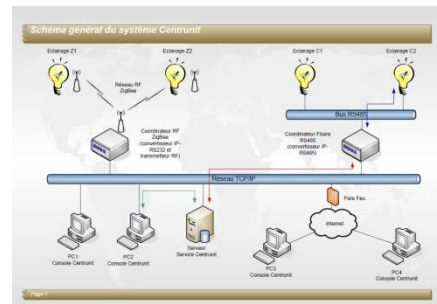 Schéma général du système Centrunit
Eclairage Z1
Eclairage Z2
Eclairage C1
Eclairage C2
Réseau RF
ZigBee
Bus RS485
Coordinateur RF
ZigBee
(convertisseur IP-
RS232 et
transmetteur RF)
Coordinateur Filaire
RS485
(convertisseur IP-
RS485)
Réseau TCP/IP
Pare Feu
Internet
PC1
Console Centrunit
PC2
Console Centrunit
Serveur
Service Centrunit
PC3
Console Centrunit
PC4
Console Centrunit
Page 1